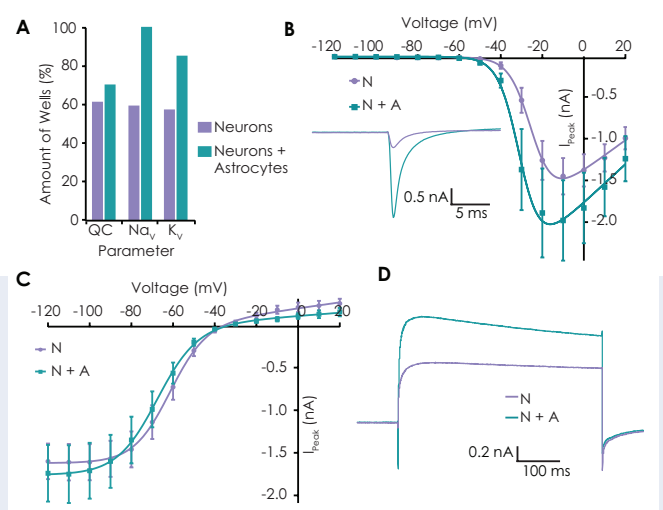 A
100
80
60
40
20
0
Amount of Wells (%)
QC Naᵥ Kᵥ
Parameter
Neurons
Neurons +
Astrocytes
B
Voltage (mV)
-120 -100 -80 -60 -40 -20 0 20
N
N + A
-0.5
-1.0
-1.5
-2.0
I_Peak (nA)
0.5 nA
5 ms
C
Voltage (mV)
-120 -100 -80 -60 -40 -20 0 20
N
N + A
-0.5
-1.0
-1.5
-2.0
I_Peak (nA)
D
N
N + A
0.2 nA
100 ms